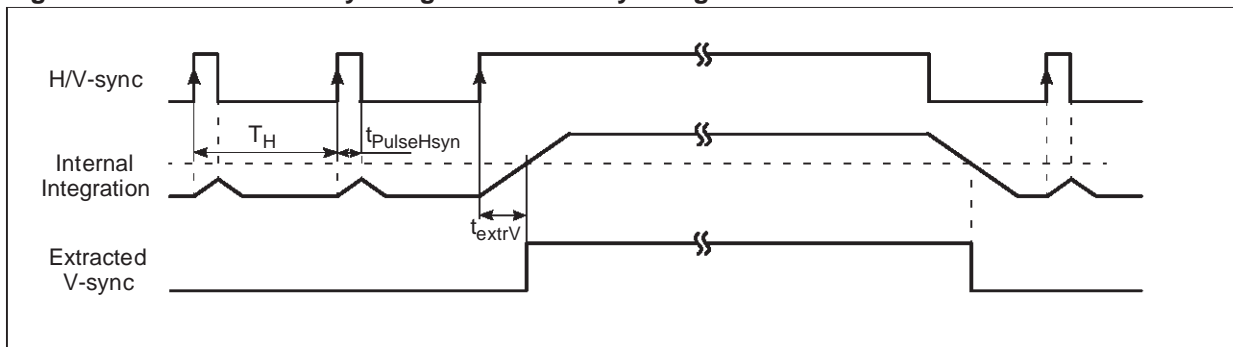 H/V-sync
T_H
t_PulseHsyn
Internal
Integration
t_extrV
Extracted
V-sync